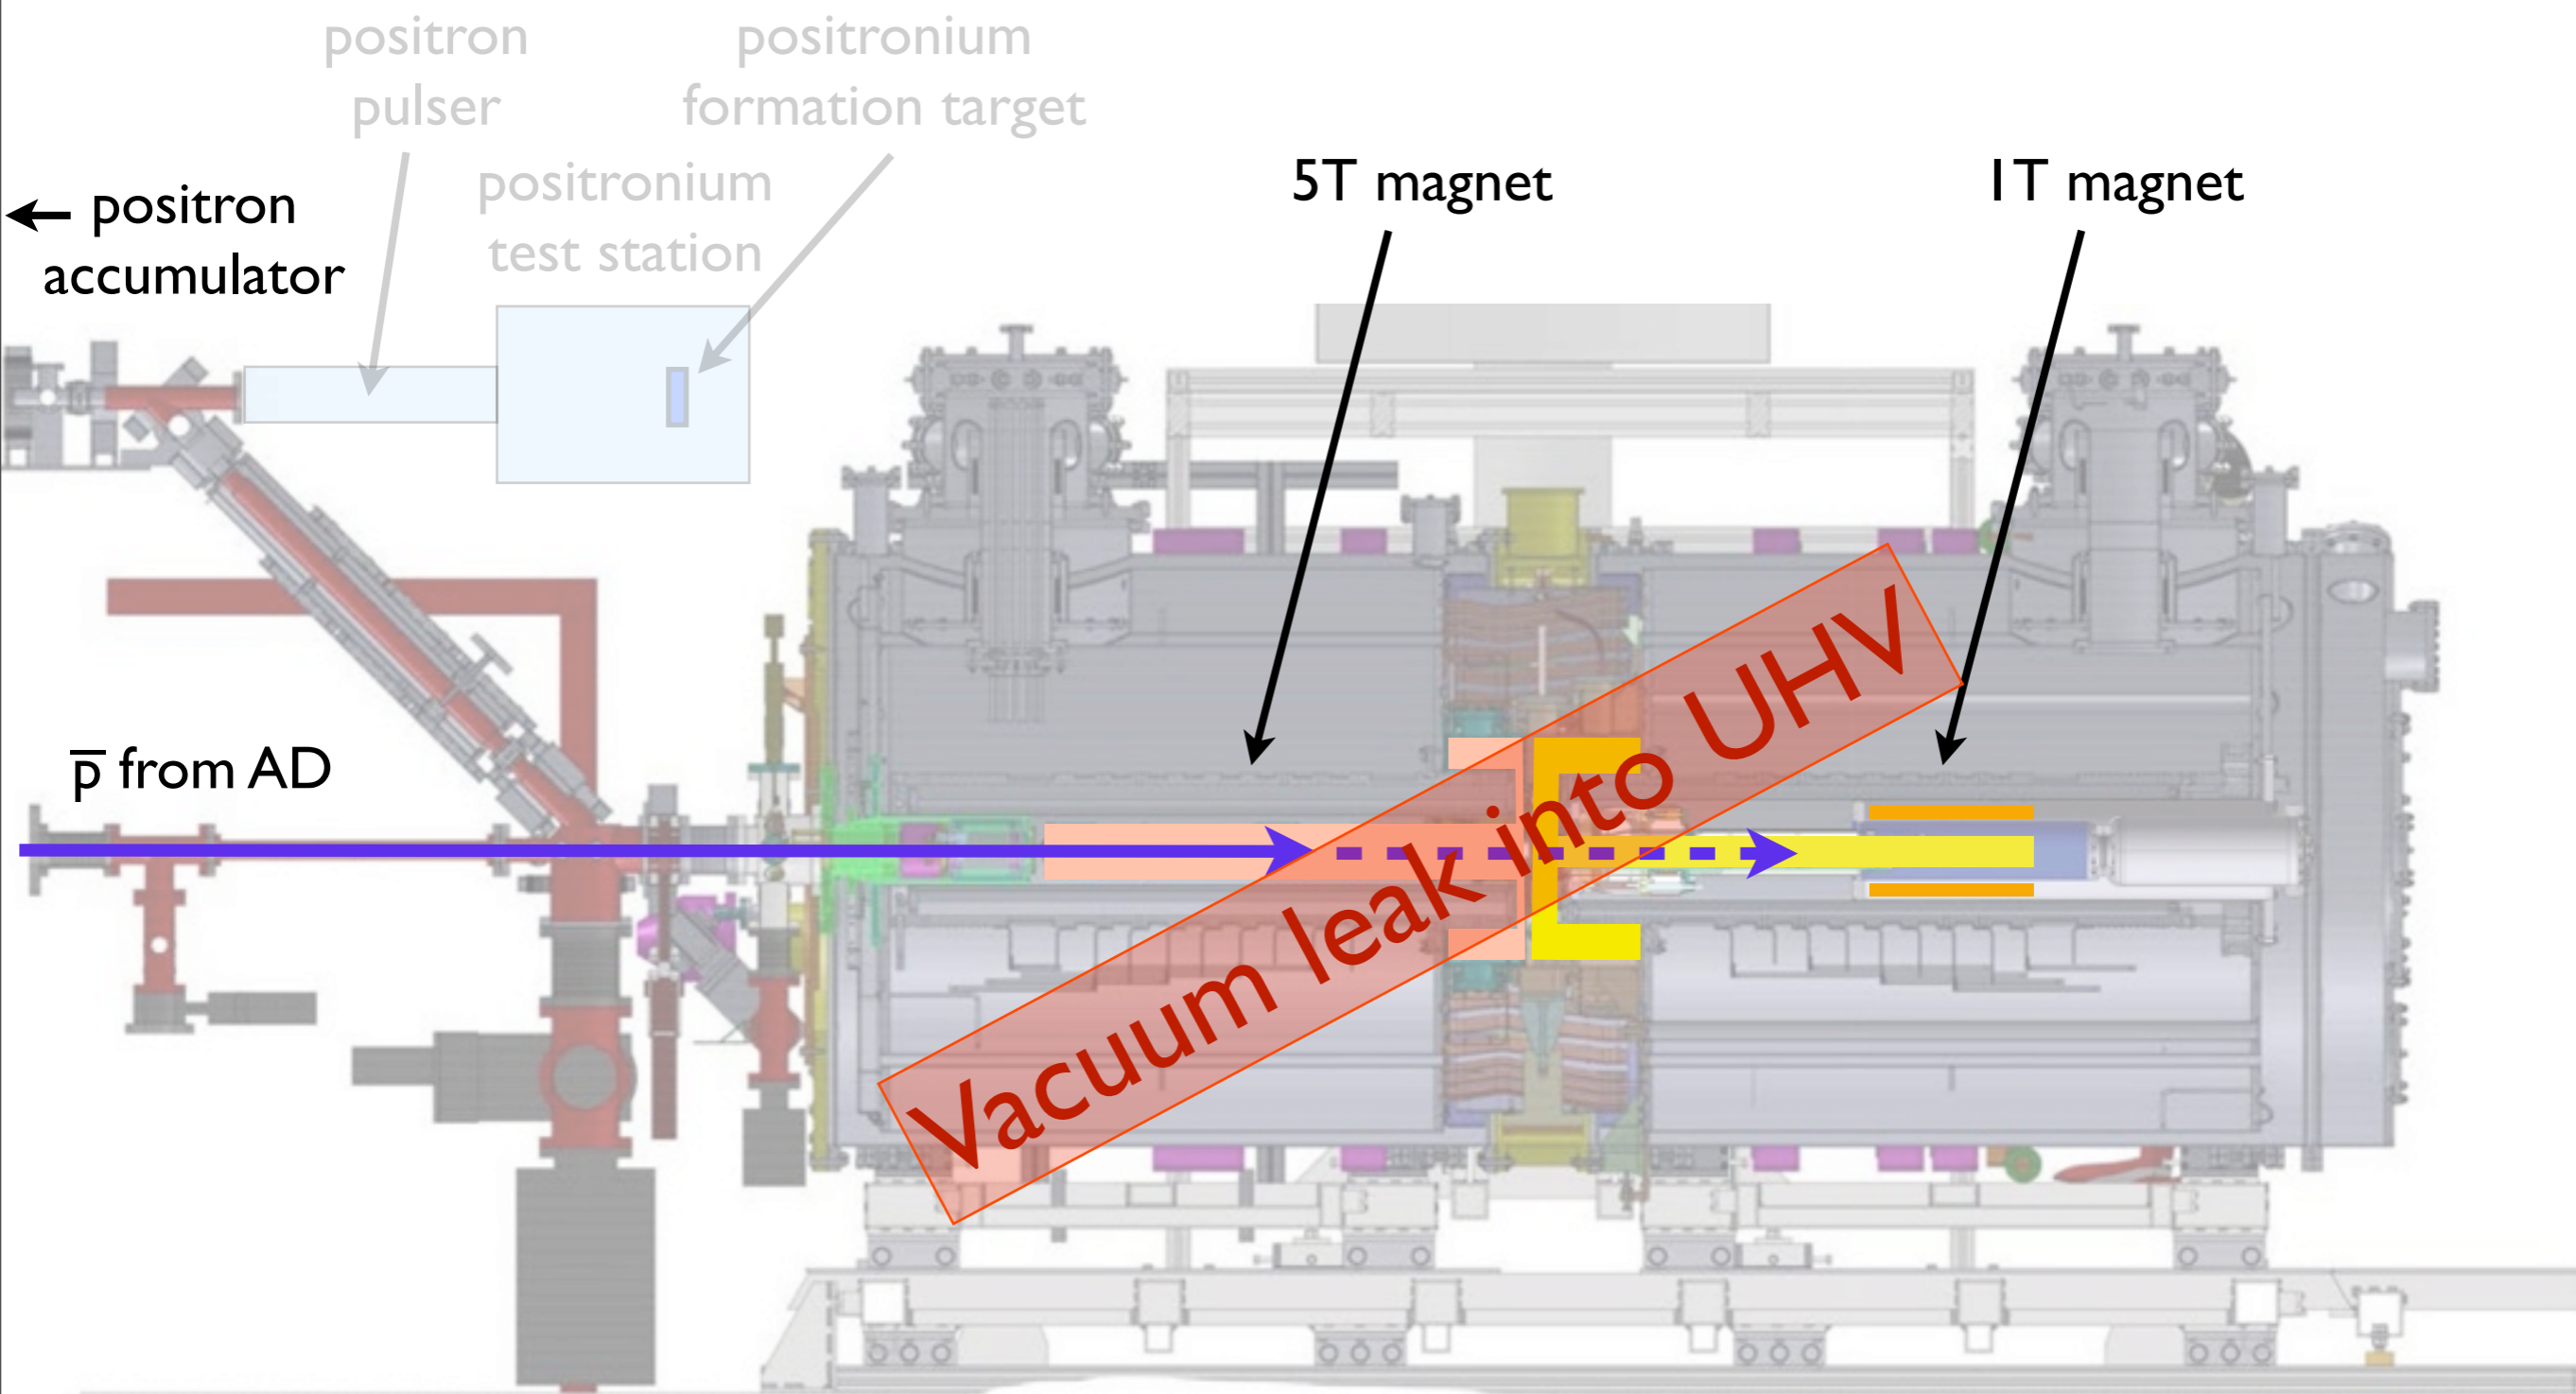 positron
pulser
positronium
formation target
positronium
test station
positron
accumulator
5T magnet
1T magnet
p̅ from AD
Vacuum leak into UHV